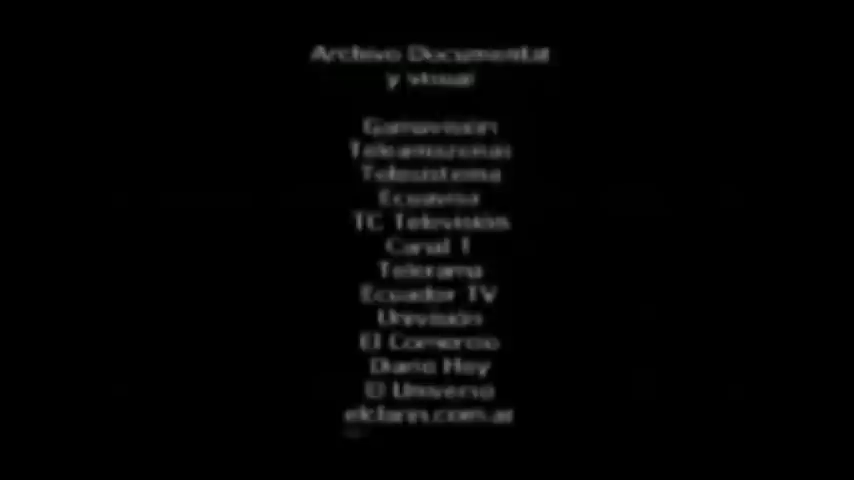 Archivo Documental
y visual
Gamavisión
Teleamazonas
Telesistema
Ecuavisa
TC Televisión
Canal 1
Telerama
Ecuador TV
Univisión
El Comercio
Diario Hoy
El Universo
elclarin.com.ar